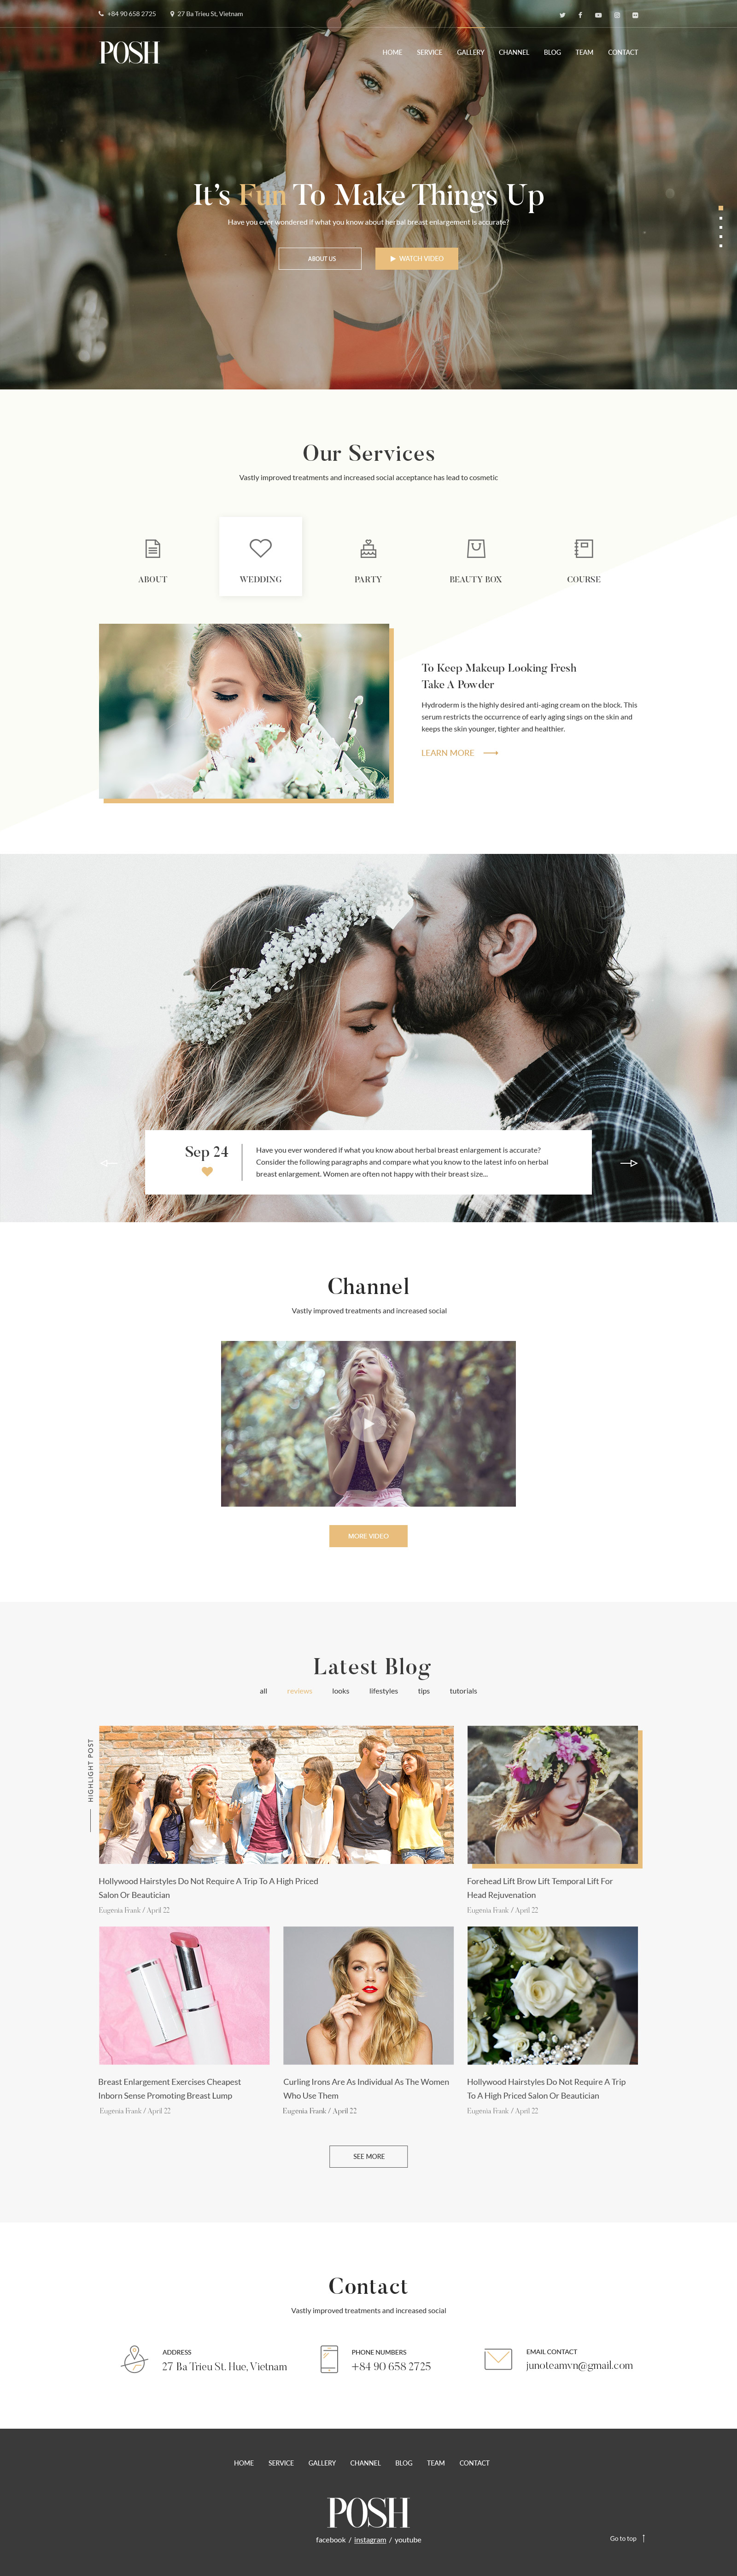 +84 90 658 2725 27 Ba Trieu St, Vietnam
POSH
HOME SERVICE GALLERY CHANNEL BLOG TEAM CONTACT
It's Fun To Make Things Up
Have you ever wondered if what you know about herbal breast enlargement is accurate?
ABOUT US WATCH VIDEO
Our Services
Vastly improved treatments and increased social acceptance has lead to cosmetic
ABOUT WEDDING PARTY BEAUTY BOX COURSE
To Keep Makeup Looking Fresh
Take A Powder
Hydroderm is the highly desired anti-aging cream on the block. This
serum restricts the occurrence of early aging sings on the skin and
keeps the skin younger, tighter and healthier.
LEARN MORE
Sep 24
Have you ever wondered if what you know about herbal breast enlargement is accurate?
Consider the following paragraphs and compare what you know to the latest info on herbal
breast enlargement. Women are often not happy with their breast size...
Channel
Vastly improved treatments and increased social
MORE VIDEO
Latest Blog
all reviews looks lifestyles tips tutorials
HIGHLIGHT POST
Hollywood Hairstyles Do Not Require A Trip To A High Priced
Salon Or Beautician
Eugenia Frank / April 22
Forehead Lift Brow Lift Temporal Lift For
Head Rejuvenation
Eugenia Frank / April 22
Breast Enlargement Exercises Cheapest
Inborn Sense Promoting Breast Lump
Eugenia Frank / April 22
Curling Irons Are As Individual As The Women
Who Use Them
Eugenia Frank / April 22
Hollywood Hairstyles Do Not Require A Trip
To A High Priced Salon Or Beautician
Eugenia Frank / April 22
SEE MORE
Contact
Vastly improved treatments and increased social
ADDRESS
27 Ba Trieu St. Hue, Vietnam
PHONE NUMBERS
+84 90 658 2725
EMAIL CONTACT
junoteamvn@gmail.com
HOME SERVICE GALLERY CHANNEL BLOG TEAM CONTACT
POSH
facebook / instagram / youtube
Go to top